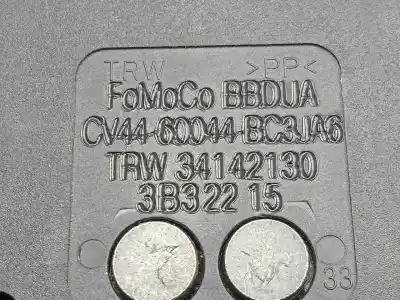 TRW >PP<
FoMoCo BBDUA
CV44-60044-BC3JA6
TRW 34142130
3B322 15
33